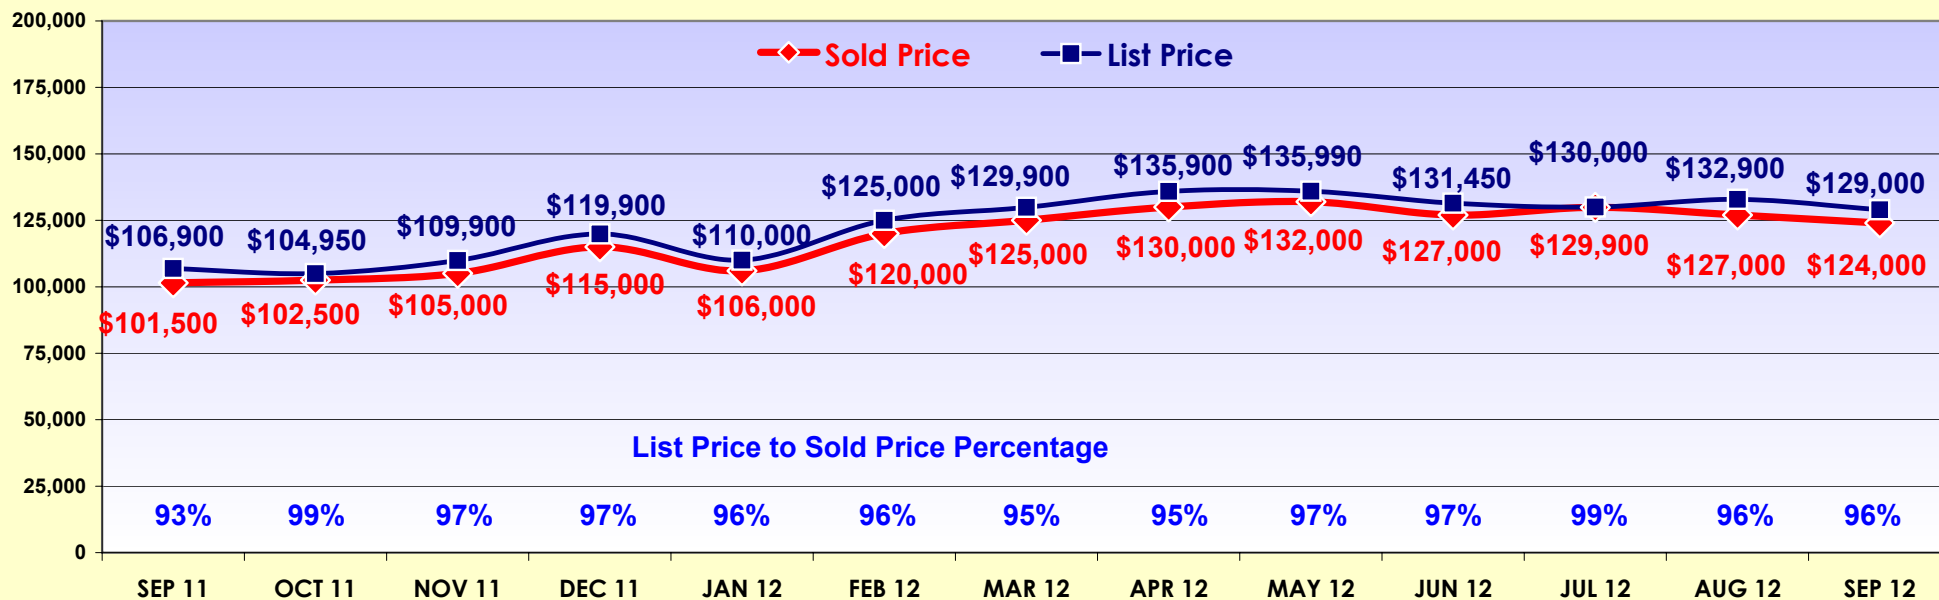 200,000
Sold Price List Price
175,000
150,000
$106,900 $104,950 $109,900 $119,900 $110,000 $125,000 $129,900 $135,900 $135,990 $131,450 $130,000 $132,900 $129,000
125,000
$101,500 $102,500 $105,000 $115,000 $106,000 $120,000 $125,000 $130,000 $132,000 $127,000 $129,900 $127,000 $124,000
100,000
75,000
50,000
List Price to Sold Price Percentage
25,000
93% 99% 97% 97% 96% 96% 95% 95% 97% 97% 99% 96% 96%
0
SEP 11 OCT 11 NOV 11 DEC 11 JAN 12 FEB 12 MAR 12 APR 12 MAY 12 JUN 12 JUL 12 AUG 12 SEP 12